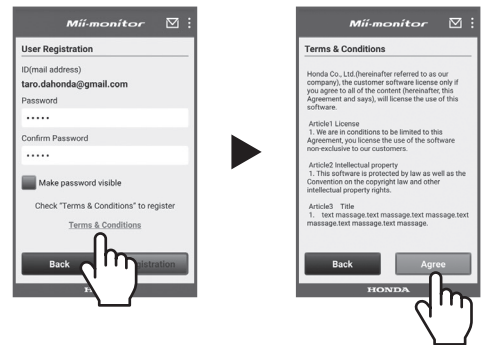 Mii-monitor
User Registration
ID(mail address)
taro.dahonda@gmail.com
Password
•••••
Confirm Password
•••••
Make password visible
Check "Terms & Conditions" to register
Terms & Conditions
Back
Mii-monitor
Terms & Conditions
Honda Co., Ltd.(hereinafter referred to as our
company), the customer software license only if
you agree to all of the content (hereinafter, this
Agreement and says), will license the use of this
software.
Article1 License
1. We are in conditions to be limited to this
Agreement, you license the use of the software
non-exclusive to our customers.
Article2 Intellectual property
1. This software is protected by law as well as the
Convention on the copyright law and other
intellectual property rights.
Article3 Title
1. text massage.text massage.text massage.text
massage.text massage.text massage.
Back Agree
HONDA